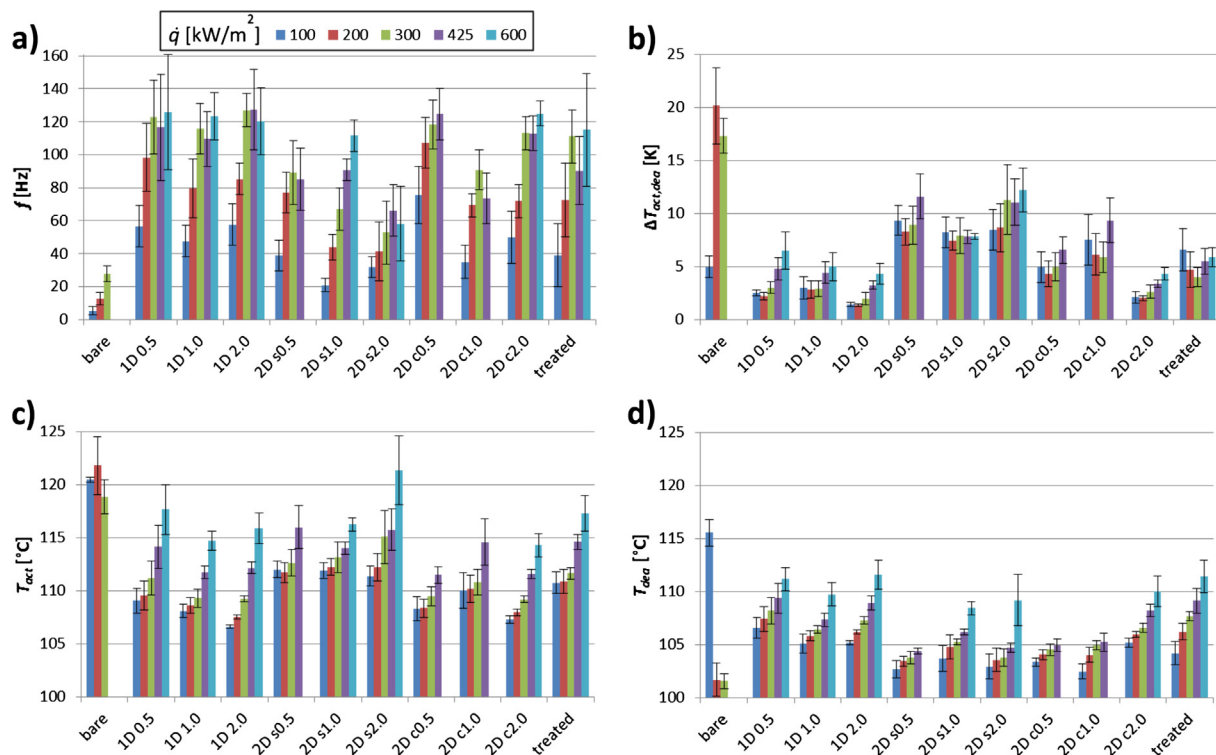 a)
q̇ [kW/m²] 100 200 300 425 600
f [Hz]
160
140
120
100
80
60
40
20
0
bare 1D 0.5 1D 1.0 1D 2.0 2D s0.5 2D s1.0 2D s2.0 2D c0.5 2D c1.0 2D c2.0 treated
b)
ΔTact,dea [K]
25
20
15
10
5
0
bare 1D 0.5 1D 1.0 1D 2.0 2D s0.5 2D s1.0 2D s2.0 2D c0.5 2D c1.0 2D c2.0 treated
c)
Tact [°C]
125
120
115
110
105
100
bare 1D 0.5 1D 1.0 1D 2.0 2D s0.5 2D s1.0 2D s2.0 2D c0.5 2D c1.0 2D c2.0 treated
d)
Tdea [°C]
125
120
115
110
105
100
bare 1D 0.5 1D 1.0 1D 2.0 2D s0.5 2D s1.0 2D s2.0 2D c0.5 2D c1.0 2D c2.0 treated